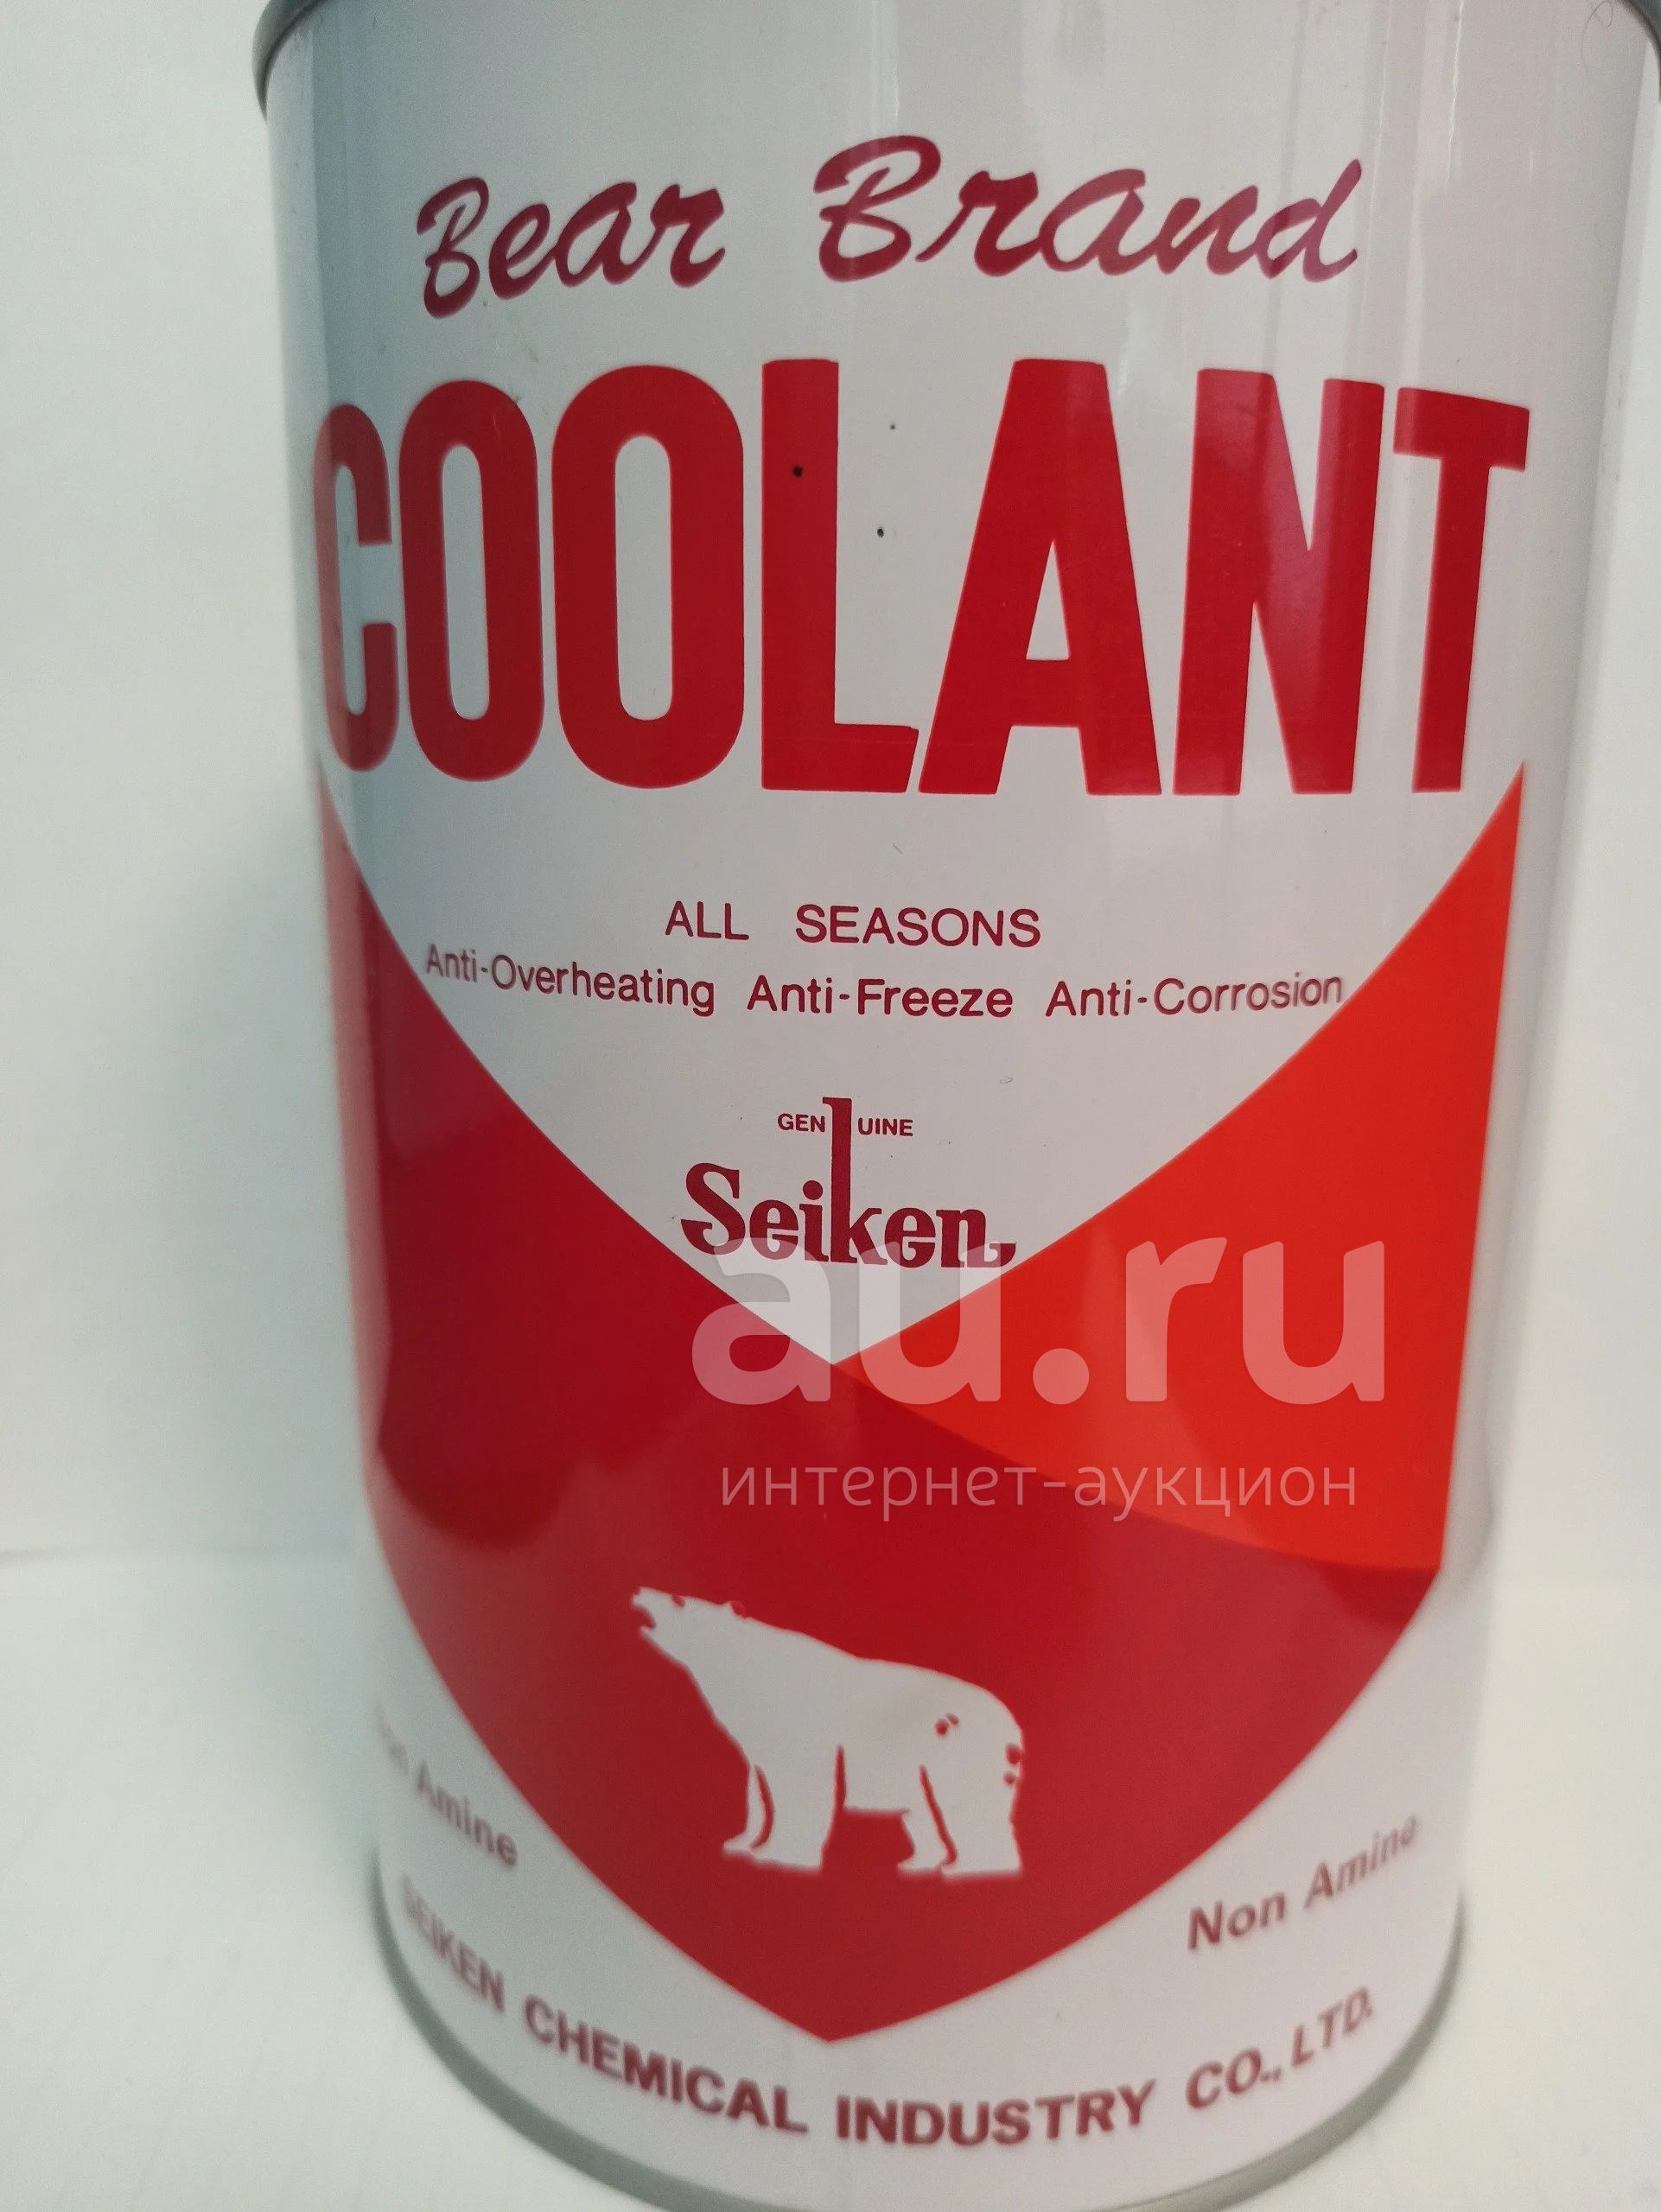 Bear Brand
COOLANT
ALL SEASONS
Anti-Overheating Anti-Freeze Anti-Corrosion
GENUINE
Seiken
au.ru
интернет-аукцион
Amine
Non Amine
SEIKEN CHEMICAL INDUSTRY CO., LTD.